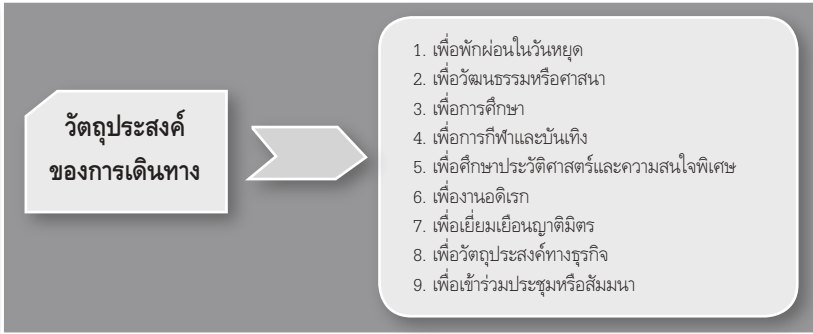 วัตถุประสงค์
ของการเดินทาง
1. เพื่อพักผ่อนในวันหยุด
2. เพื่อวัฒนธรรมหรือศาสนา
3. เพื่อการศึกษา
4. เพื่อการกีฬาและบันเทิง
5. เพื่อศึกษาประวัติศาสตร์และความสนใจพิเศษ
6. เพื่องานอดิเรก
7. เพื่อเยี่ยมเยือนญาติมิตร
8. เพื่อวัตถุประสงค์ทางธุรกิจ
9. เพื่อเข้าร่วมประชุมหรือสัมมนา